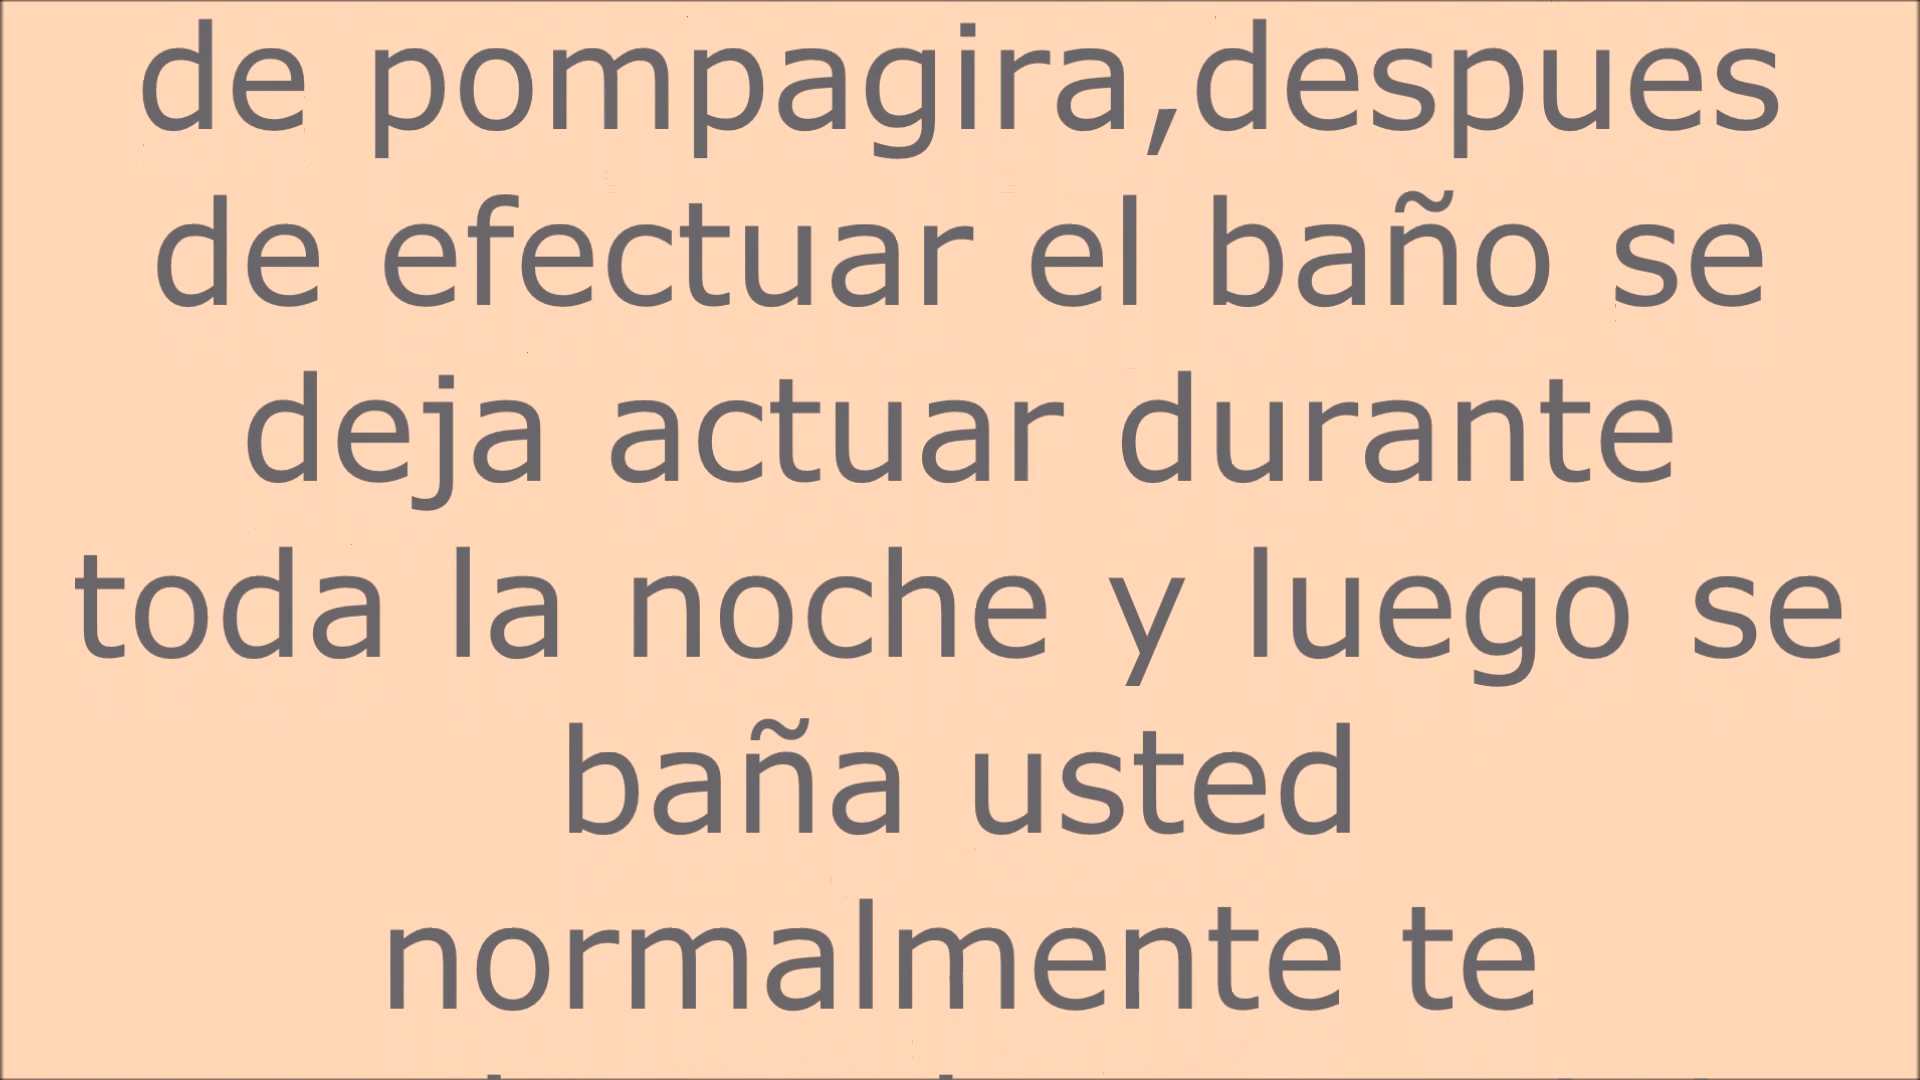 de pompagira,despues
de efectuar el baño se
deja actuar durante
toda la noche y luego se
baña usted
normalmente te